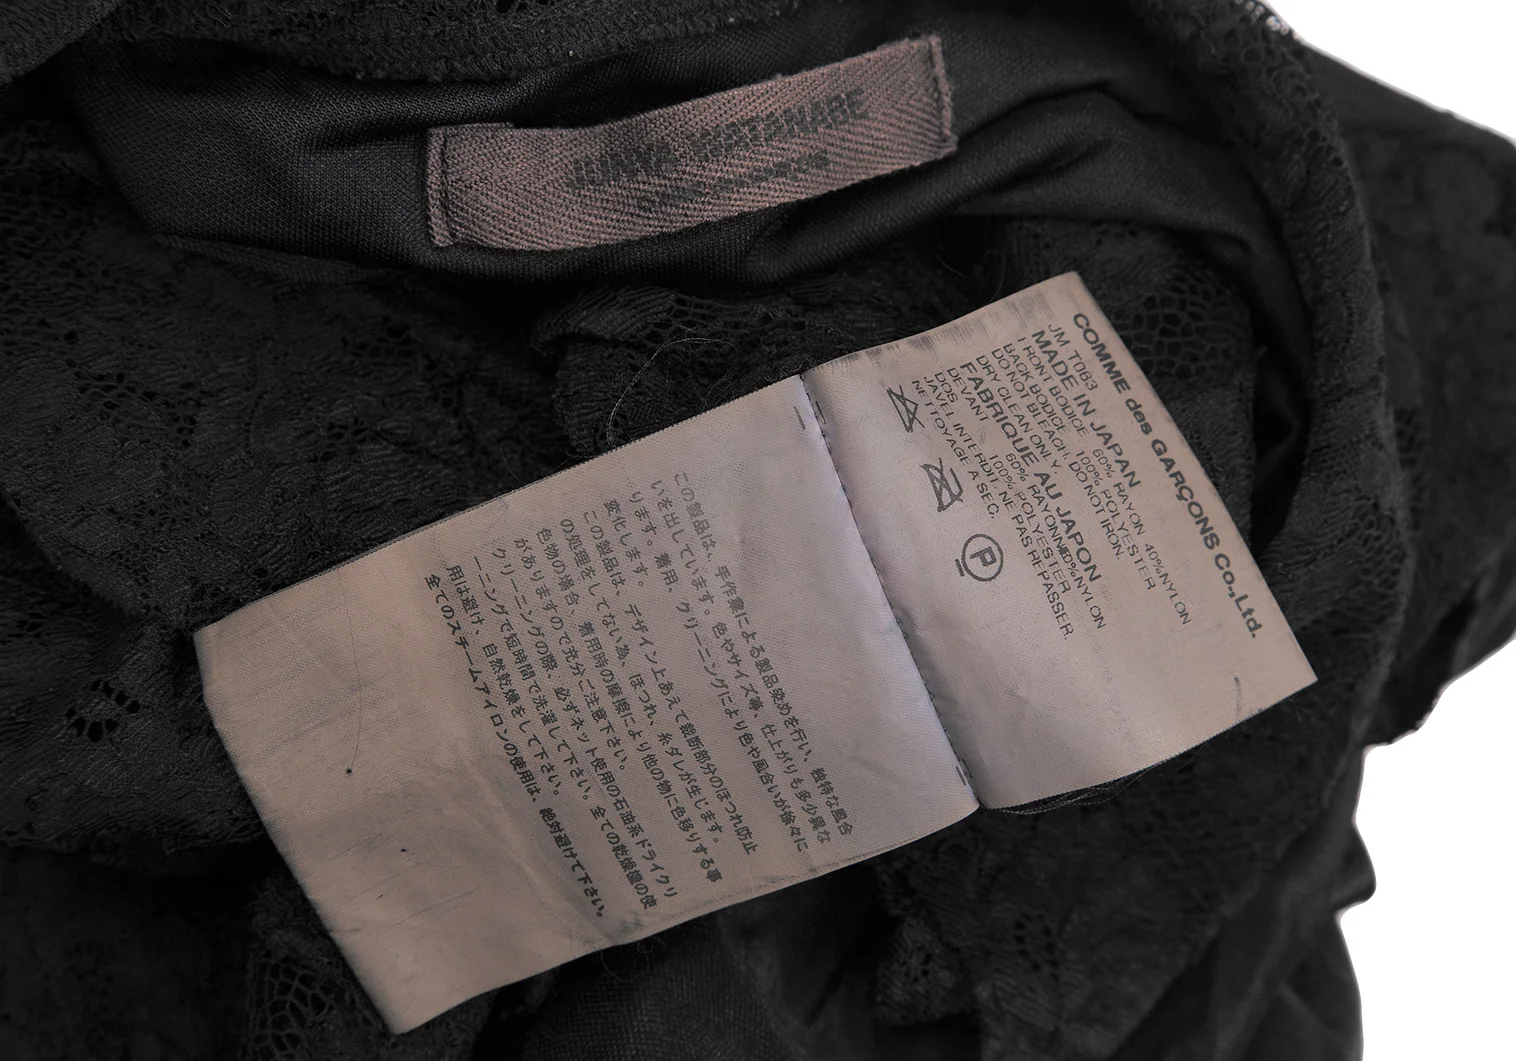 JUNYA WATANABE
COMME des GARÇONS Co.,Ltd.
JM T063
MADE IN JAPAN
FRONT BODICE 60% RAYON 40%NYLON
BACK BODICE 100% POLYESTER
DO NOT BLEACH. DO NOT IRON.
DRY CLEAN ONLY.
FABRIQUE AU JAPON
DEVANT 60% RAYONNE 40%NYLON
DOS 100% POLYESTER
JAVEL INTERDIT. NE PAS REPASSER.
NETTOYAGE A SEC.
P
この製品は、手作業による製品染めを行い、独特な風合
いを出しています。色やサイズ等、仕上がりも多少異な
ります。着用、クリーニングにより色や風合いが徐々に
変化します。
この製品は、デザイン上あえて裁断部分のほつれ防止
の処理をしてない為、ほつれ、糸ダレが生じます。
色物の場合、着用時の摩擦により他の物に色移りする事
がありますので充分ご注意下さい。
クリーニングの際、必ずネット使用の石油系ドライクリ
ーニングで短時間で洗濯して下さい。全ての乾燥機の使
用は避け、自然乾燥をして下さい。
全てのスチームアイロンの使用は、絶対避けて下さい。